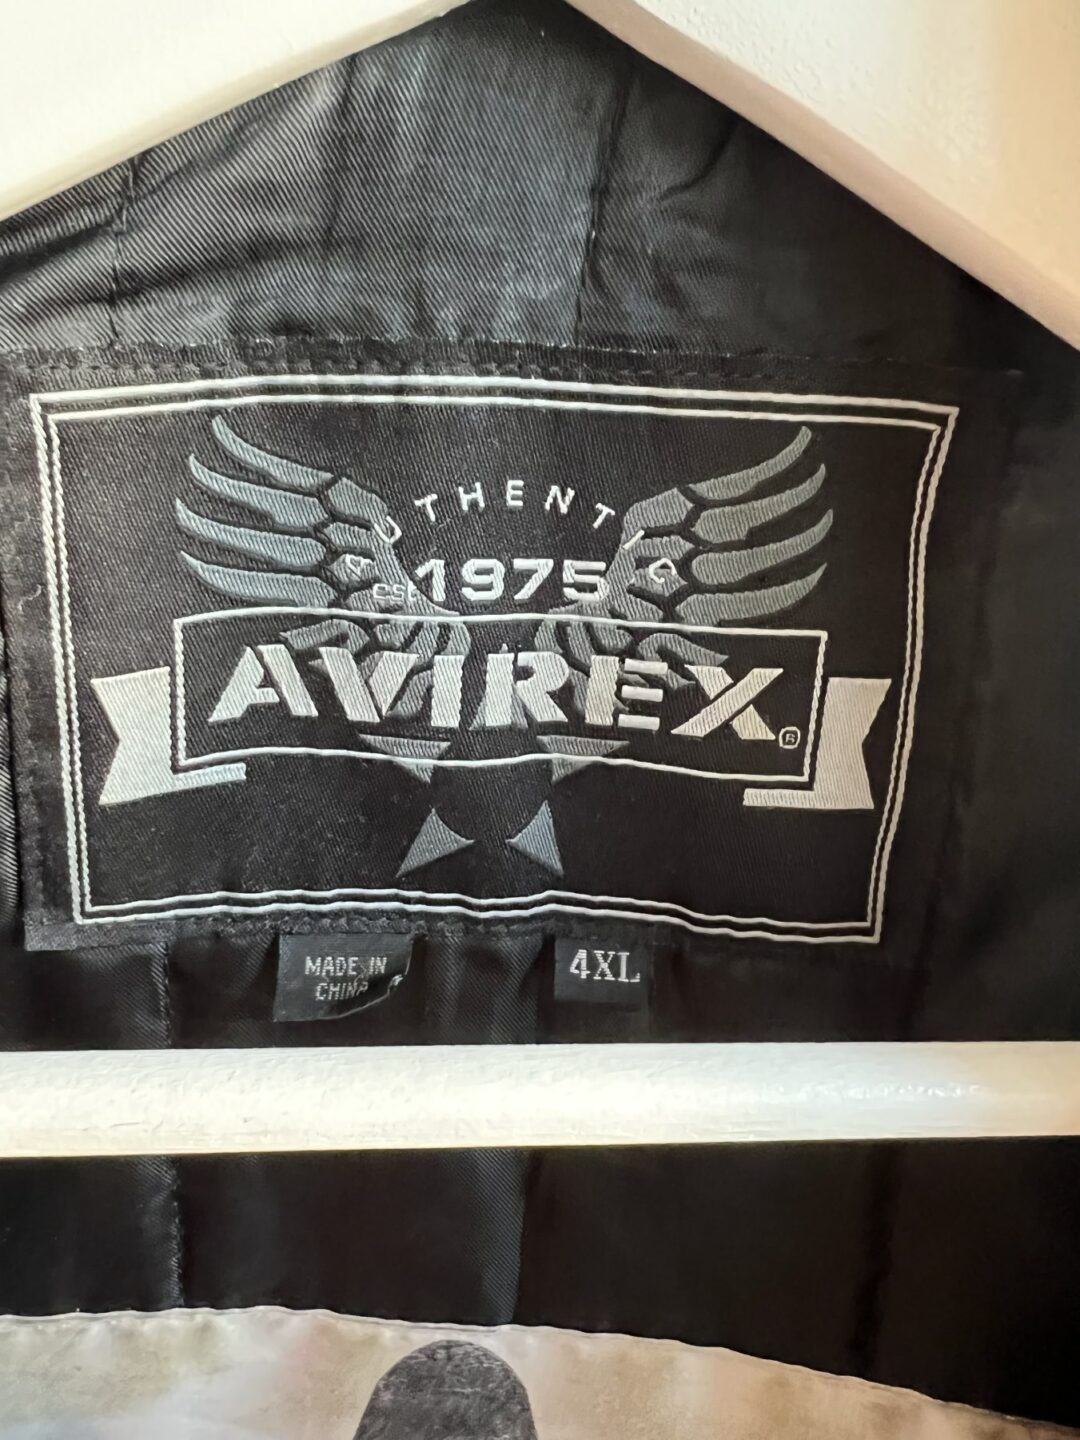 AUTHENTIC
EST 1975
AVIREX®
MADE IN
CHINA
4XL